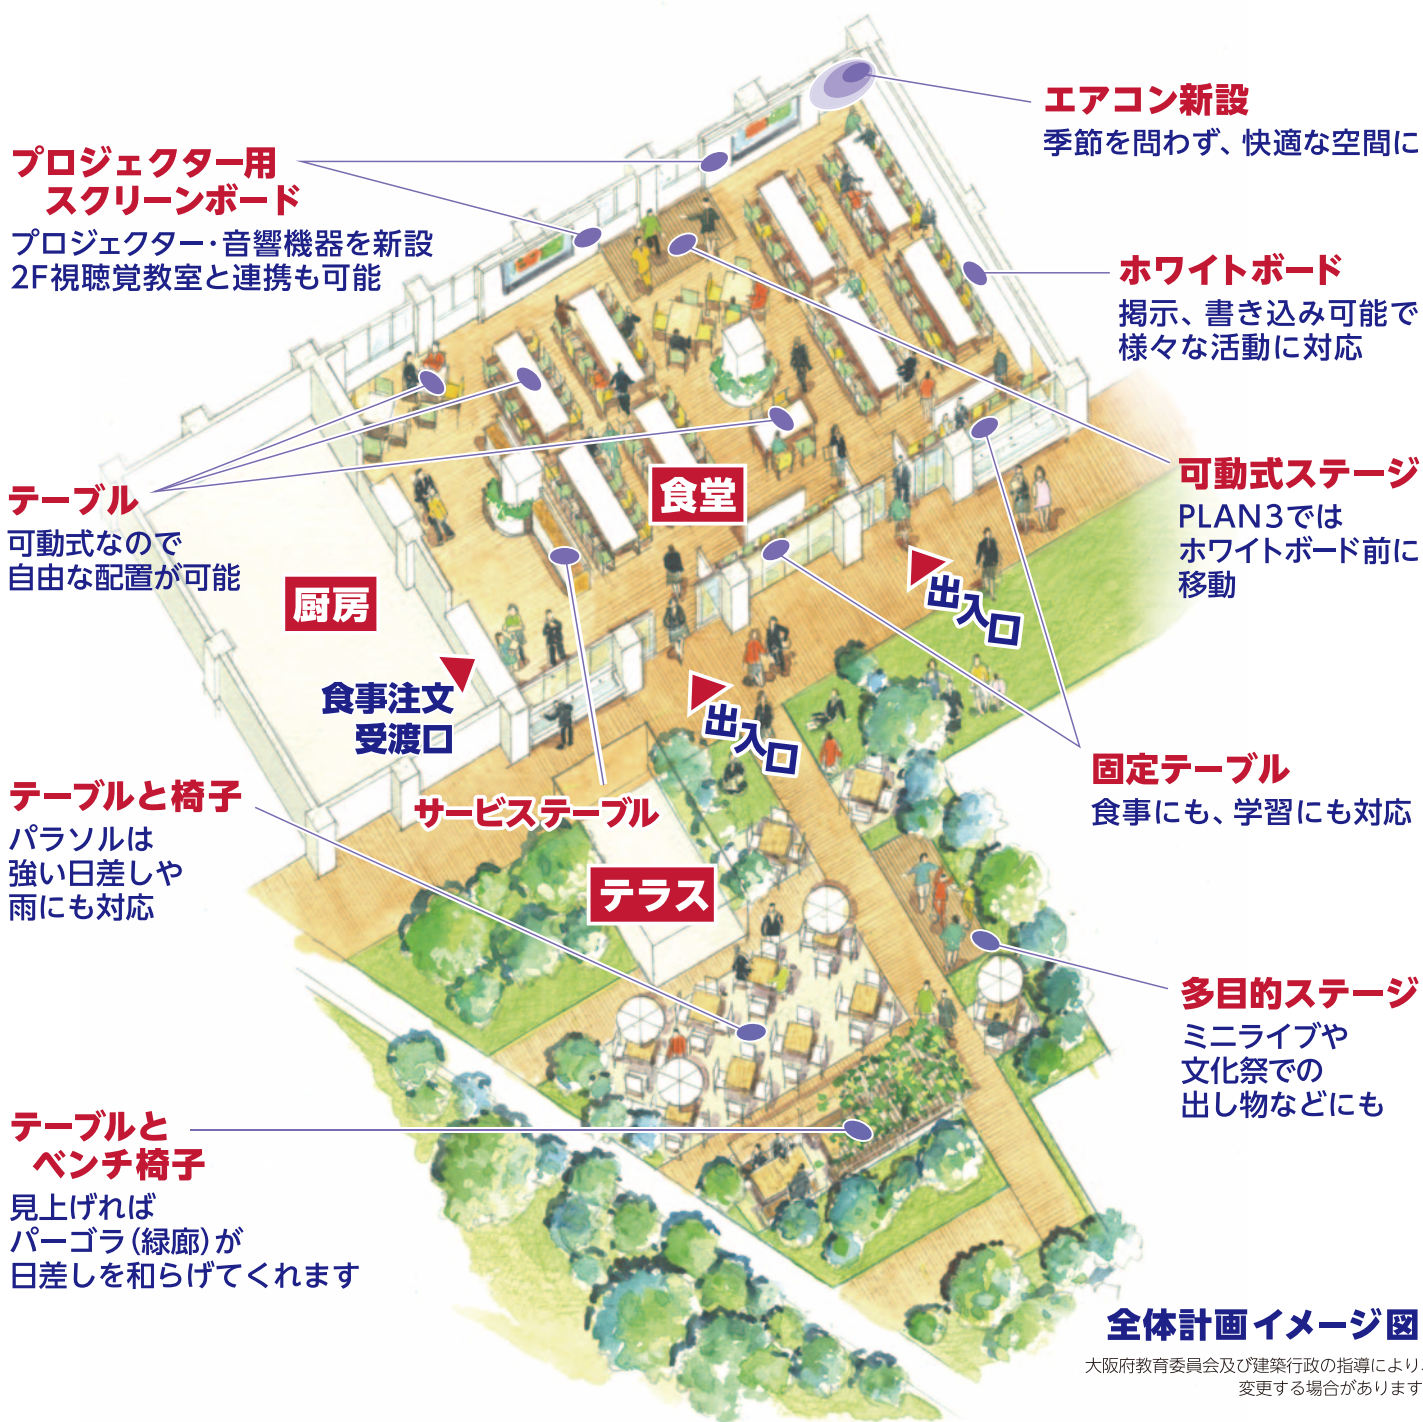 エアコン新設
季節を問わず、快適な空間に
プロジェクター用
スクリーンボード
プロジェクター・音響機器を新設
2F視聴覚教室と連携も可能
ホワイトボード
掲示、書き込み可能で
様々な活動に対応
可動式ステージ
PLAN3では
ホワイトボード前に
移動
テーブル
可動式なので
自由な配置が可能
食堂
厨房
出入口
食事注文
受渡口
出入口
固定テーブル
食事にも、学習にも対応
テーブルと椅子
パラソルは
強い日差しや
雨にも対応
サービステーブル
テラス
多目的ステージ
ミニライブや
文化祭での
出し物などにも
テーブルと
ベンチ椅子
見上げれば
パーゴラ(緑廊)が
日差しを和らげてくれます
全体計画イメージ図
大阪府教育委員会及び建築行政の指導により、
変更する場合があります